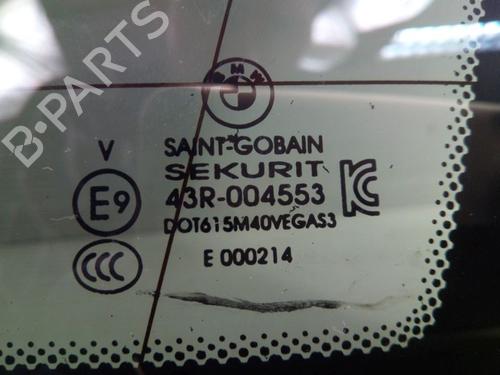 B-PARTS
BMW
V SAINT-GOBAIN
SEKURIT
E9 43R-004553 KC
DOT615M40VEGAS3
CCC E 000214